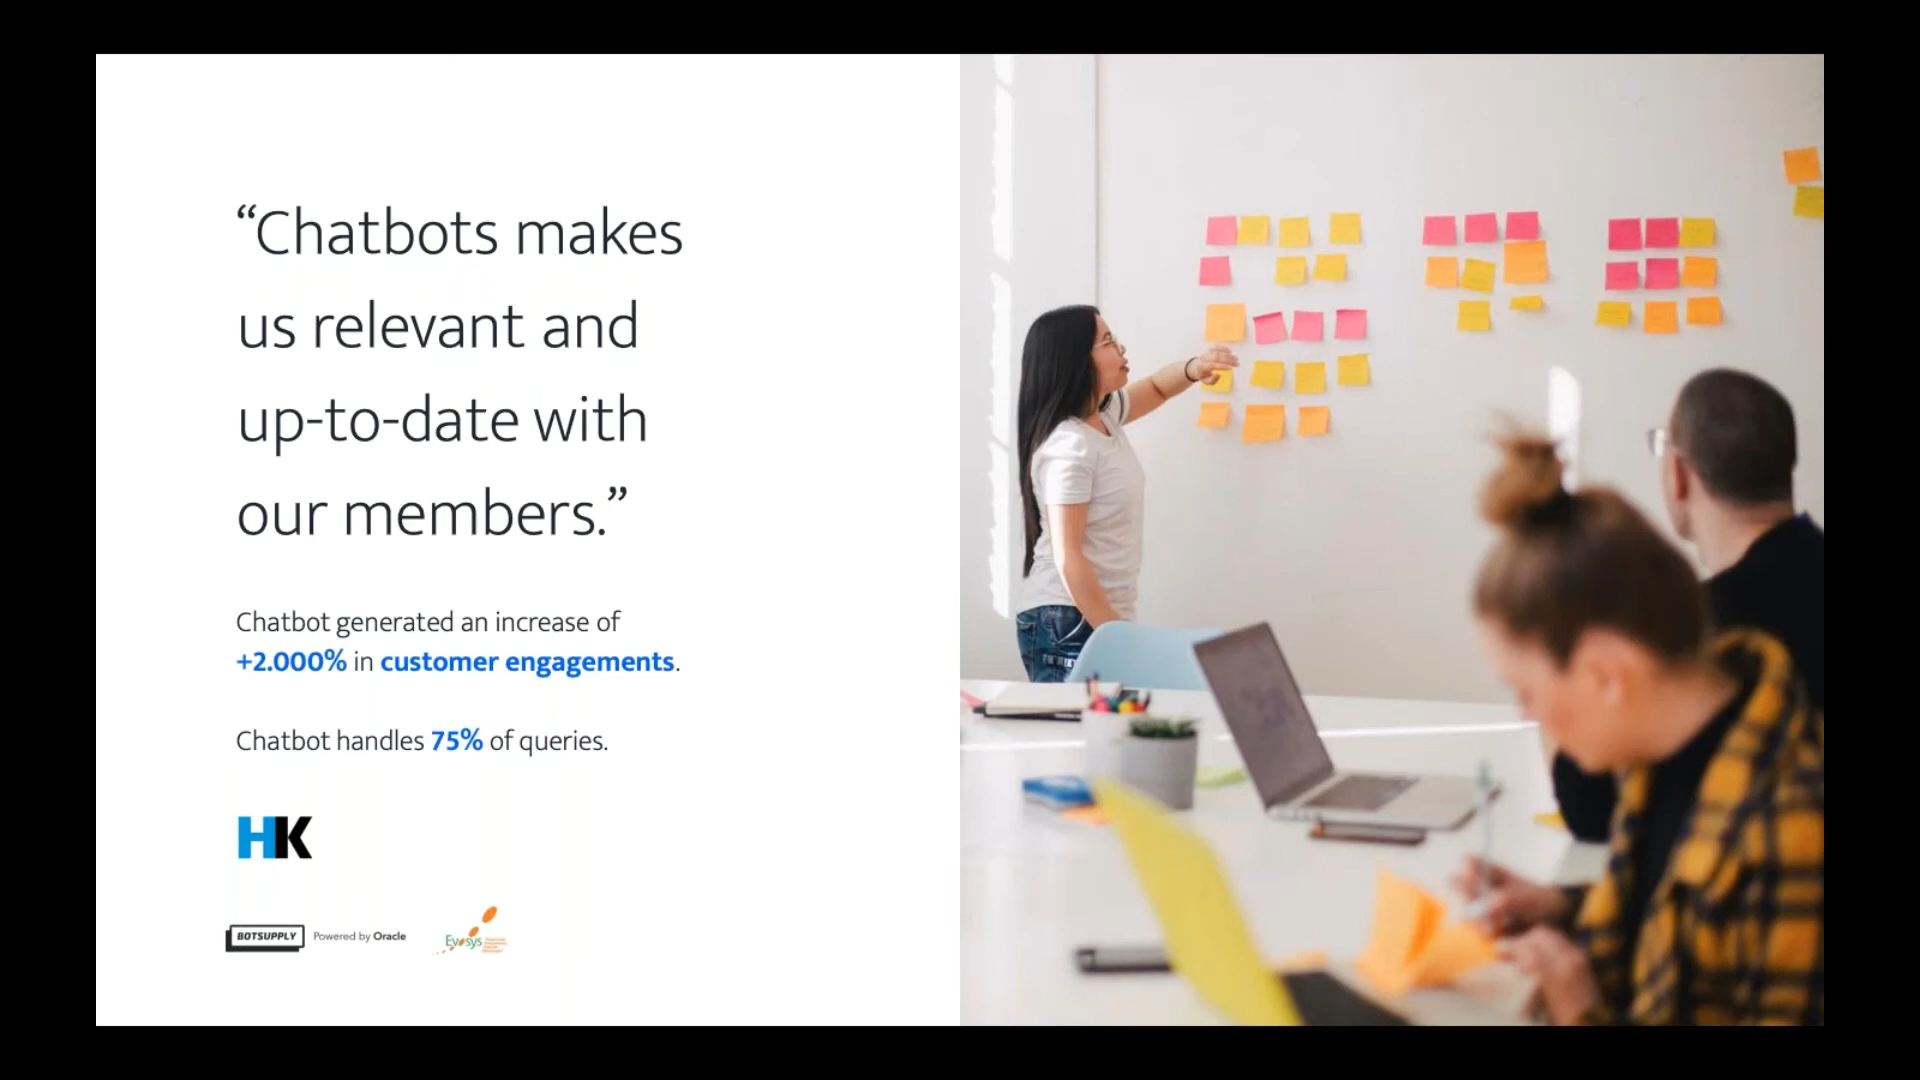 “Chatbots makes
us relevant and
up-to-date with
our members.”
Chatbot generated an increase of
+2.000% in customer engagements.
Chatbot handles 75% of queries.
HK
BOTSUPPLY Powered by Oracle
Evosys